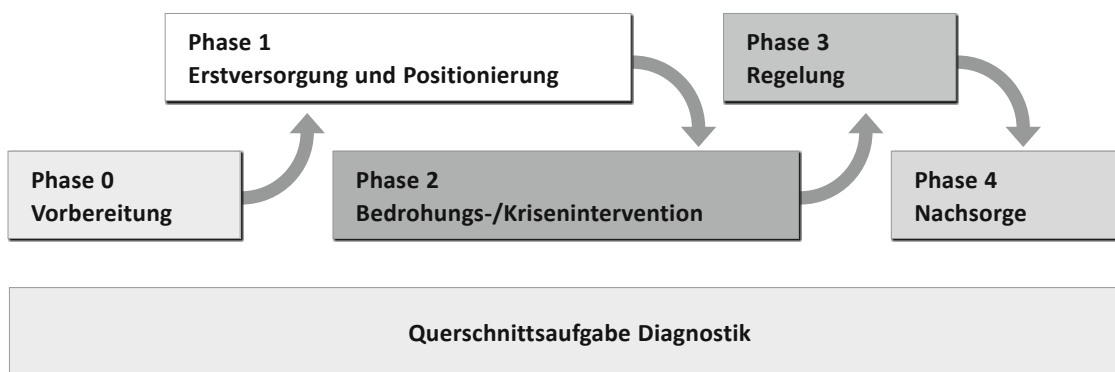 Phase 1
Erstversorgung und Positionierung
Phase 3
Regelung
Phase 0
Vorbereitung
Phase 2
Bedrohungs-/Krisenintervention
Phase 4
Nachsorge
Querschnittsaufgabe Diagnostik